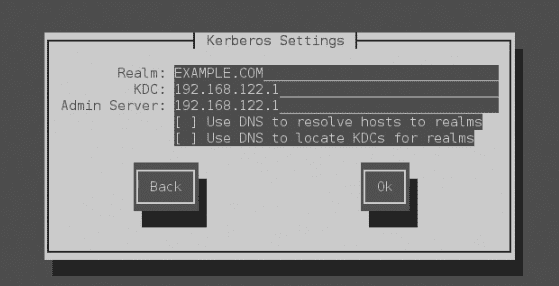 Kerberos Settings
Realm: EXAMPLE.COM
KDC: 192.168.122.1
Admin Server: 192.168.122.1
[ ] Use DNS to resolve hosts to realms
[ ] Use DNS to locate KDCs for realms
Back Ok